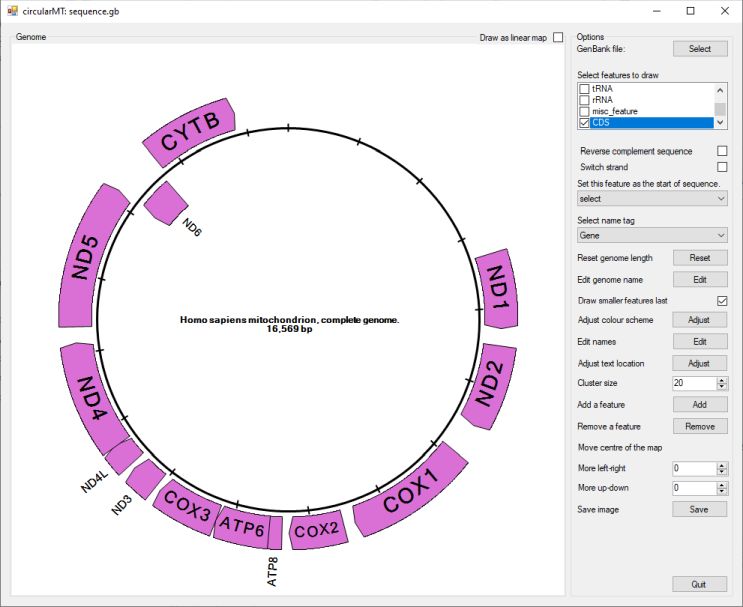 circularMT: sequence.gb
Genome
Draw as linear map
CYTB
ND6
ND5
ND1
Homo sapiens mitochondrion, complete genome.
16,569 bp
ND2
ND4
ND4L
ND3
COX3
ATP6
ATP8
COX2
COX1
Options
GenBank file:
Select
Select features to draw
tRNA
rRNA
misc_feature
CDS
Reverse complement sequence
Switch strand
Set this feature as the start of sequence.
select
Select name tag
Gene
Reset genome length
Reset
Edit genome name
Edit
Draw smaller features last
Adjust colour scheme
Adjust
Edit names
Edit
Adjust text location
Adjust
Cluster size
20
Add a feature
Add
Remove a feature
Remove
Move centre of the map
More left-right
0
More up-down
0
Save image
Save
Quit